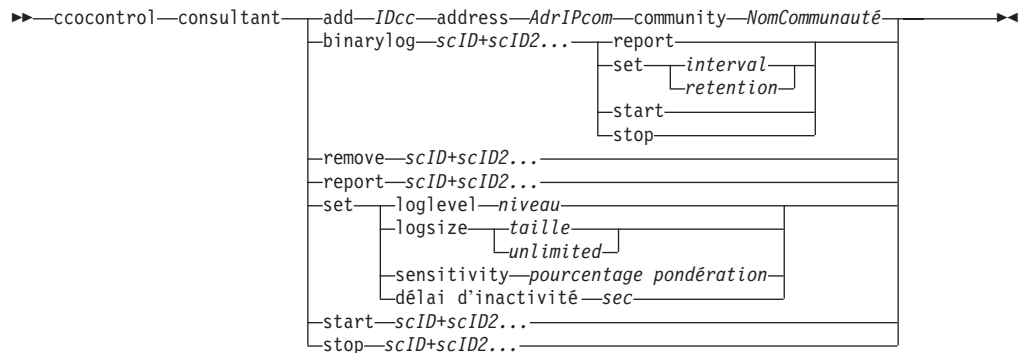 ccocontrol consultant add IDcc address AdrIPcom community NomCommunauté
binarylog scID+scID2... report
set interval
retention
start
stop
remove scID+scID2...
report scID+scID2...
set loglevel niveau
logsize taille
unlimited
sensitivity pourcentage pondération
délai d'inactivité sec
start scID+scID2...
stop scID+scID2...